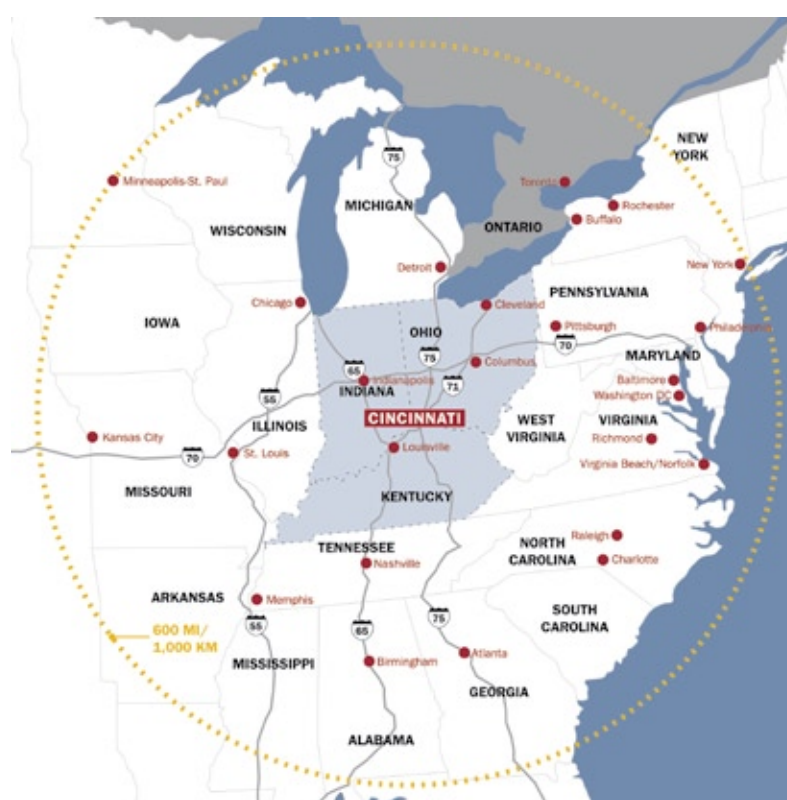 NEW
YORK
75
Minneapolis-St. Paul
Toronto
MICHIGAN
Rochester
Buffalo
ONTARIO
WISCONSIN
New York
Detroit
PENNSYLVANIA
Chicago
Cleveland
IOWA
OHIO
Pittsburgh
Philadelphia
70
75
MARYLAND
65
Columbus
Indianapolis
71
Baltimore
INDIANA
Washington DC
55
CINCINNATI
ILLINOIS
WEST
VIRGINIA
VIRGINIA
Kansas City
Richmond
Louisville
St. Louis
70
Virginia Beach/Norfolk
MISSOURI
KENTUCKY
Raleigh
NORTH
CAROLINA
TENNESSEE
Charlotte
Nashville
ARKANSAS
Memphis
SOUTH
CAROLINA
75
55
65
600 MI/
1,000 KM
Atlanta
MISSISSIPPI
Birmingham
GEORGIA
ALABAMA